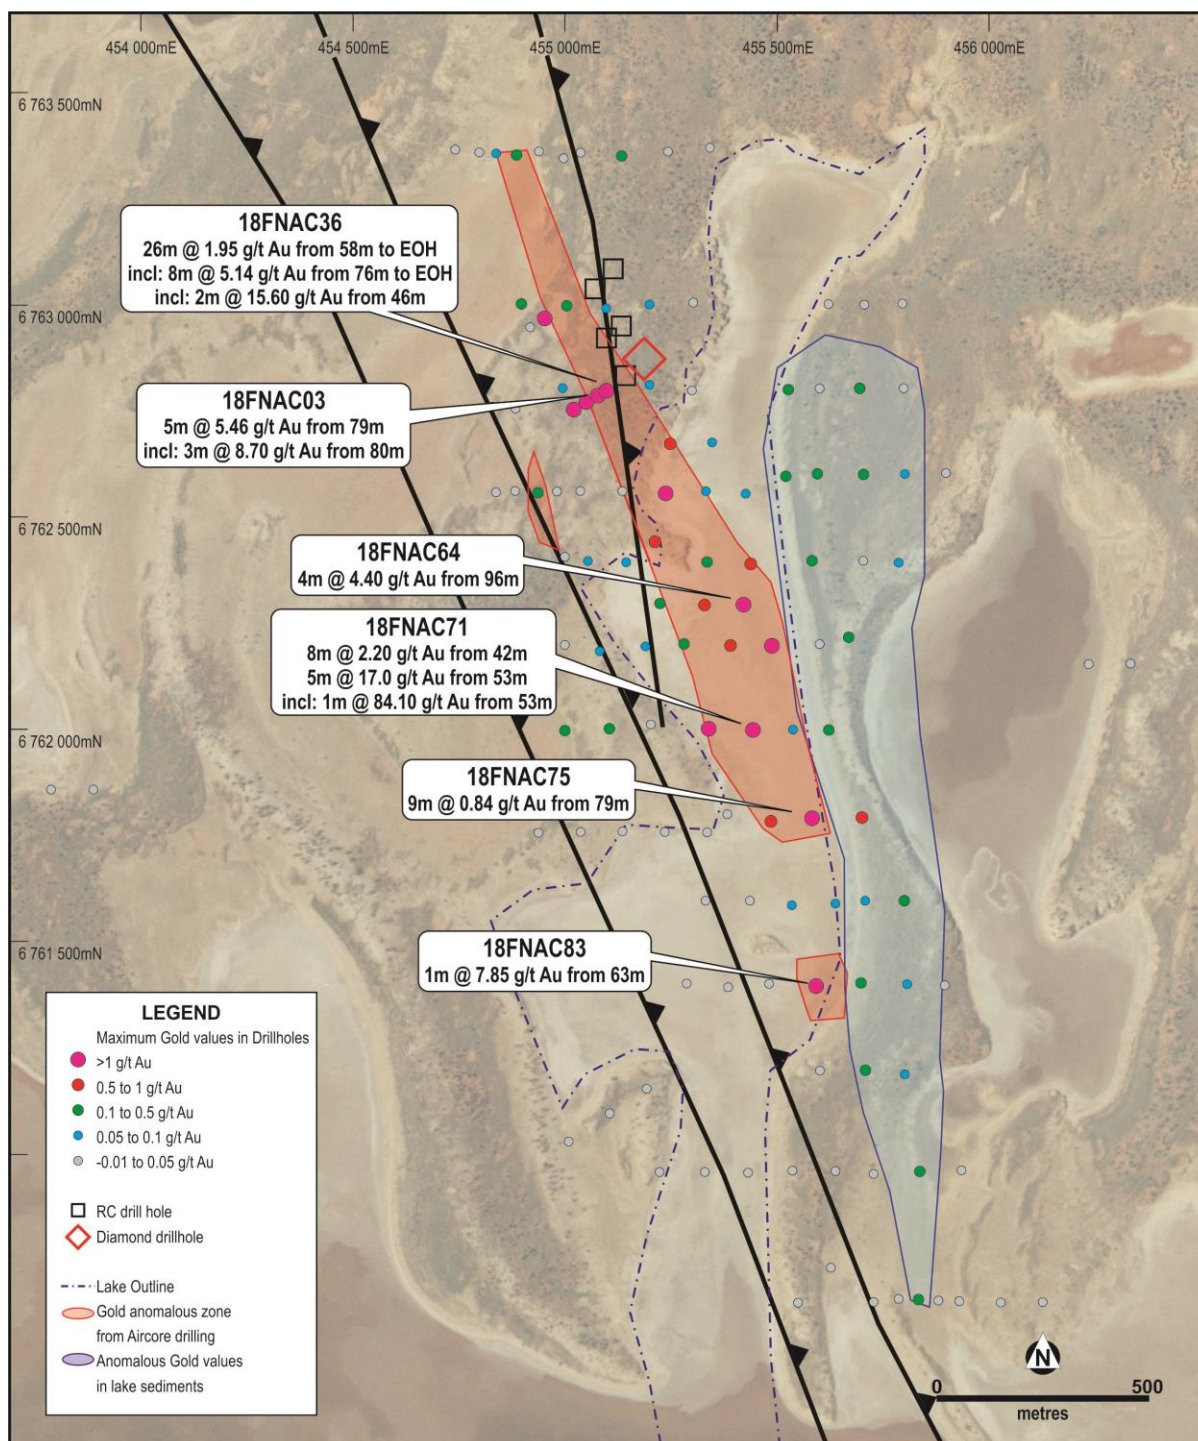 454 000mE
454 500mE
455 000mE
455 500mE
456 000mE
6 763 500mN
18FNAC36
26m @ 1.95 g/t Au from 58m to EOH
incl: 8m @ 5.14 g/t Au from 76m to EOH
incl: 2m @ 15.60 g/t Au from 46m
6 763 000mN
18FNAC03
5m @ 5.46 g/t Au from 79m
incl: 3m @ 8.70 g/t Au from 80m
6 762 500mN
18FNAC64
4m @ 4.40 g/t Au from 96m
18FNAC71
8m @ 2.20 g/t Au from 42m
5m @ 17.0 g/t Au from 53m
incl: 1m @ 84.10 g/t Au from 53m
6 762 000mN
18FNAC75
9m @ 0.84 g/t Au from 79m
6 761 500mN
18FNAC83
1m @ 7.85 g/t Au from 63m
LEGEND
Maximum Gold values in Drillholes
>1 g/t Au
0.5 to 1 g/t Au
0.1 to 0.5 g/t Au
0.05 to 0.1 g/t Au
-0.01 to 0.05 g/t Au
RC drill hole
Diamond drillhole
Lake Outline
Gold anomalous zone
from Aircore drilling
Anomalous Gold values
in lake sediments
N
0 500
metres